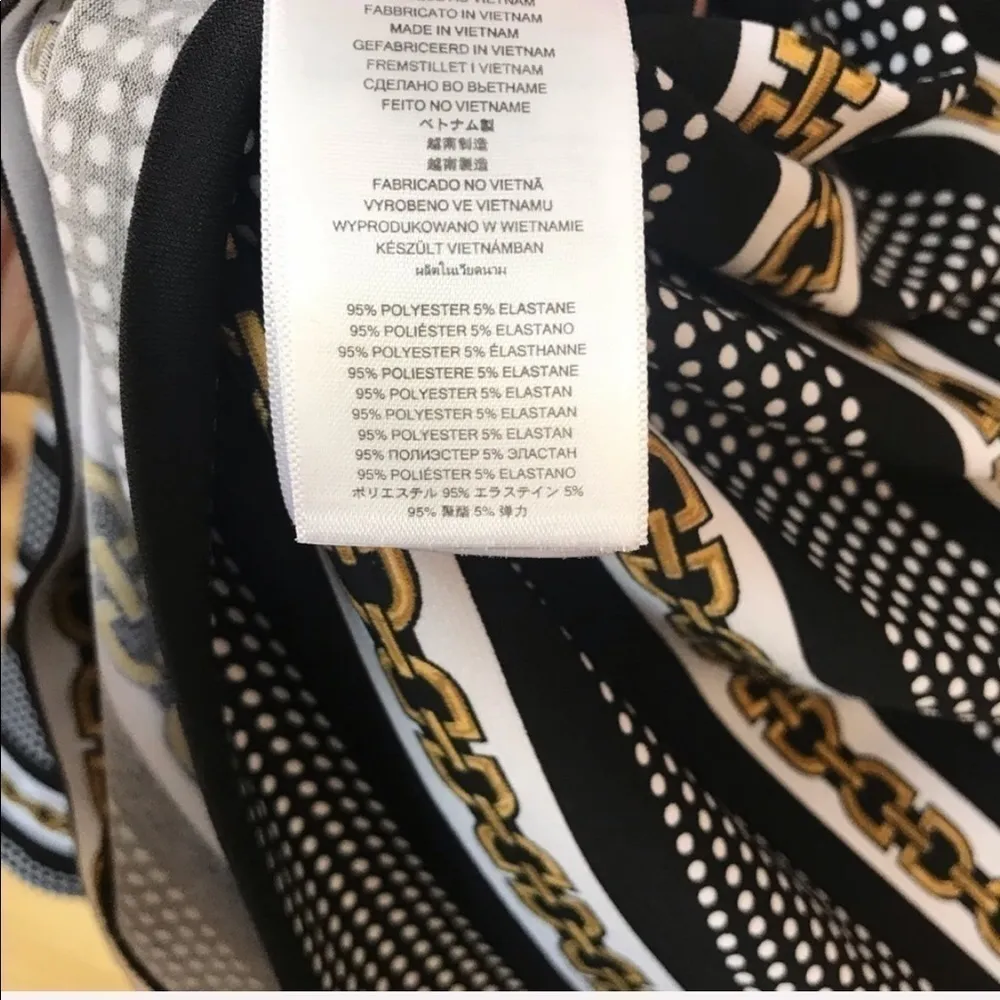 VIETNAM
FABBRICATO IN VIETNAM
MADE IN VIETNAM
GEFABRICEERD IN VIETNAM
FREMSTILLET I VIETNAM
СДЕЛАНО ВО ВЬЕТНАМЕ
FEITO NO VIETNAME
ベトナム製
越南制造
越南製造
FABRICADO NO VIETNÃ
VYROBENO VE VIETNAMU
WYPRODUKOWANO W WIETNAMIE
KÉSZÜLT VIETNÁMBAN
ผลิตในเวียดนาม
95% POLYESTER 5% ELASTANE
95% POLIÉSTER 5% ELASTANO
95% POLYESTER 5% ÉLASTHANNE
95% POLIESTERE 5% ELASTANE
95% POLYESTER 5% ELASTAN
95% POLYESTER 5% ELASTAAN
95% POLYESTER 5% ELASTAN
95% ПОЛИЭСТЕР 5% ЭЛАСТАН
95% POLIÉSTER 5% ELASTANO
ポリエステル 95% エラステイン 5%
95% 聚酯 5% 弹力